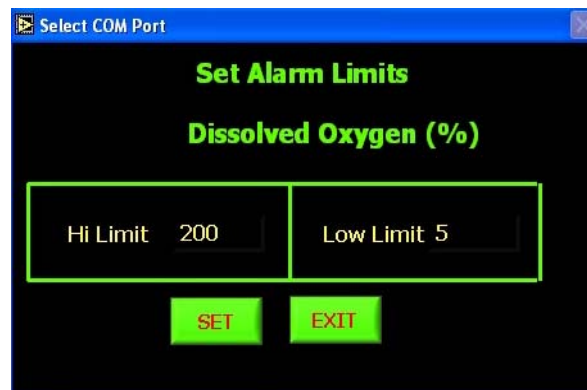 Select COM Port
Set Alarm Limits
Dissolved Oxygen (%)
Hi Limit 200 Low Limit 5
SET EXIT